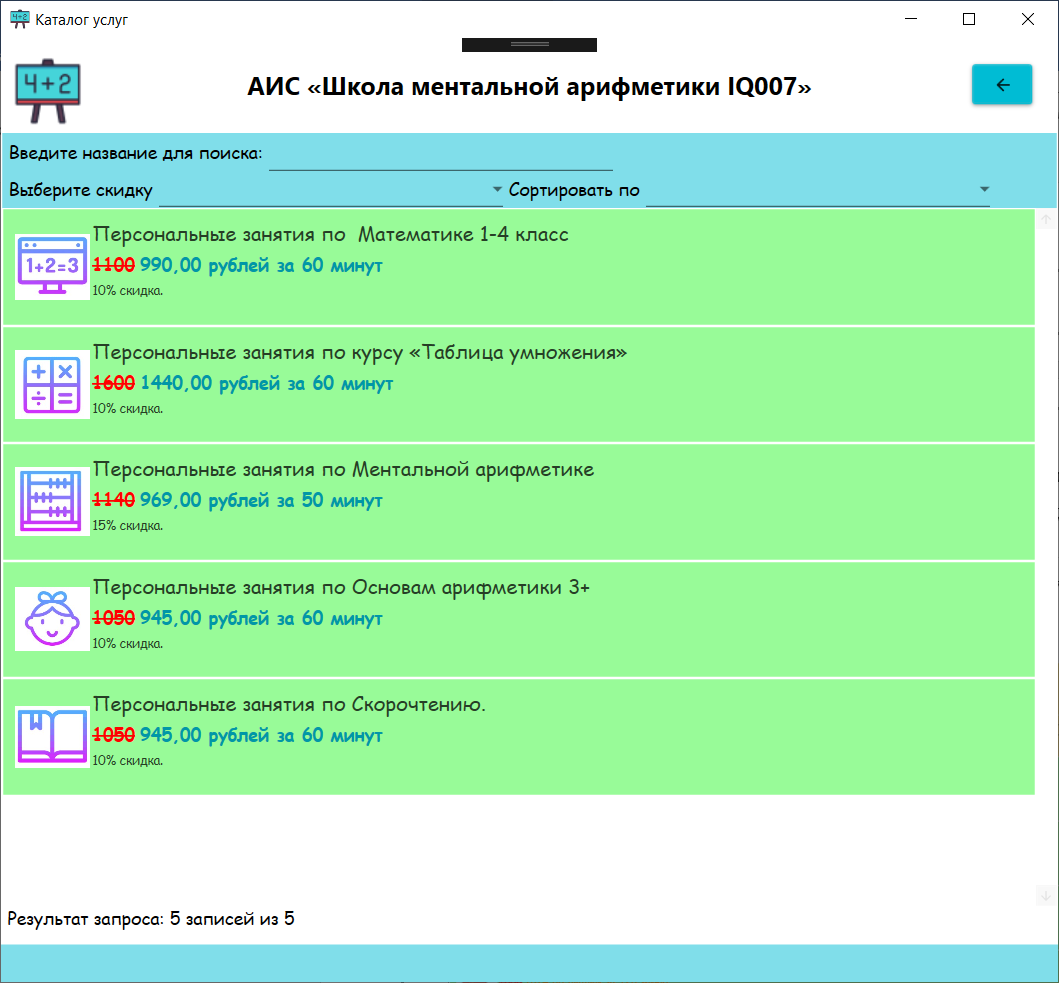 4+2 Каталог услуг
4+2
АИС «Школа ментальной арифметики IQ007»
Введите название для поиска:
Выберите скидку
Сортировать по
Персональные занятия по  Математике 1-4 класс
1+2=3
1100 990,00 рублей за 60 минут
10% скидка.
Персональные занятия по курсу «Таблица умножения»
1600 1440,00 рублей за 60 минут
10% скидка.
Персональные занятия по Ментальной арифметике
1140 969,00 рублей за 50 минут
15% скидка.
Персональные занятия по Основам арифметики 3+
1050 945,00 рублей за 60 минут
10% скидка.
Персональные занятия по Скорочтению.
1050 945,00 рублей за 60 минут
10% скидка.
Результат запроса: 5 записей из 5